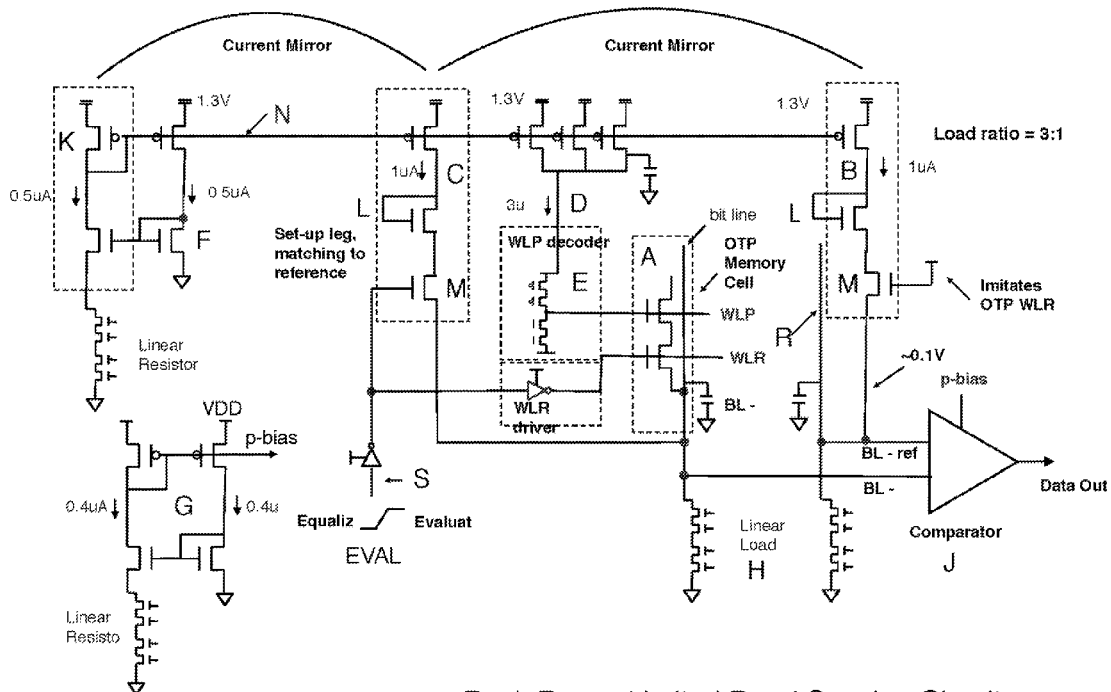 Current Mirror
Current Mirror
1.3V
1.3V
1.3V
N
K
C
B
Load ratio = 3:1
1uA
1uA
0.5uA
0.5uA
L
3u
D
bit line
L
F
Set-up leg,
matching to
reference
WLP decoder
A
OTP
Memory
Cell
M
E
M
Imitates
OTP WLR
WLP
R
Linear
Resistor
WLR
~0.1V
WLR
driver
BL -
p-bias
VDD
p-bias
S
BL - ref
BL -
Data Out
0.4uA
G
0.4u
Equaliz
Evaluat
EVAL
Linear
Load
H
Comparator
J
Linear
Resisto